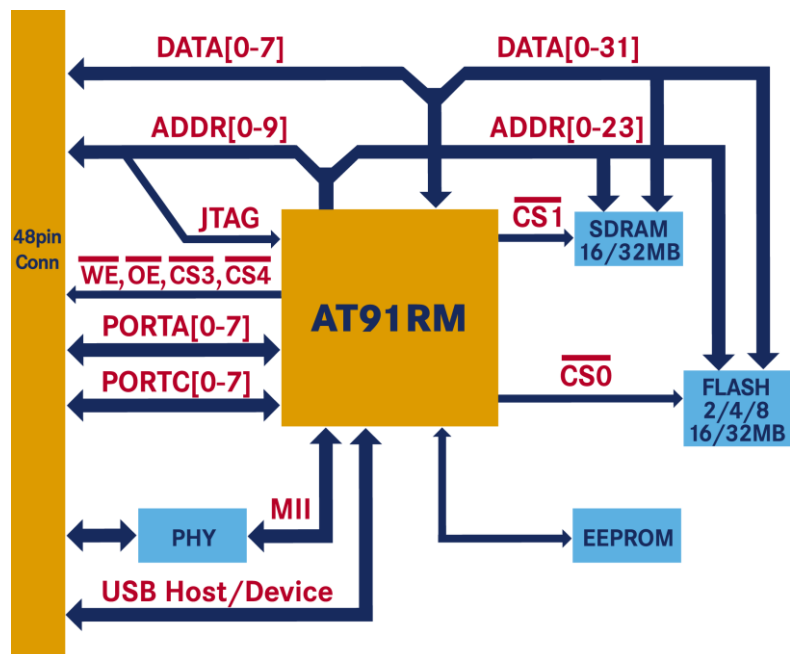 DATA[0-7]
DATA[0-31]
ADDR[0-9]
ADDR[0-23]
JTAG
CS1
SDRAM
16/32MB
48pin
Conn
WE,OE,CS3,CS4
AT91RM
PORTA[0-7]
CS0
PORTC[0-7]
FLASH
2/4/8
16/32MB
MII
PHY
EEPROM
USB Host/Device